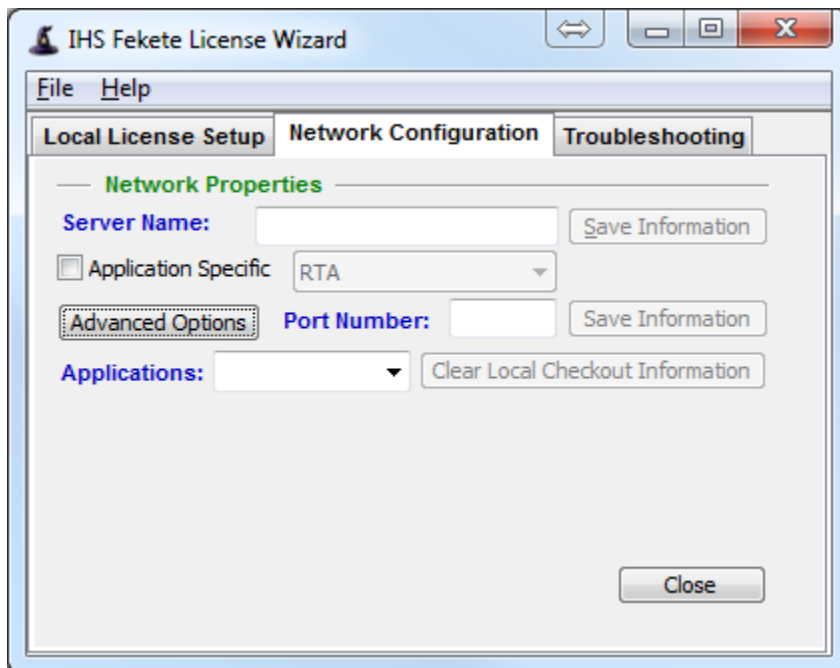 IHS Fekete License Wizard
File Help
Local License Setup Network Configuration Troubleshooting
Network Properties
Server Name: Save Information
Application Specific RTA
Advanced Options Port Number: Save Information
Applications: Clear Local Checkout Information
Close